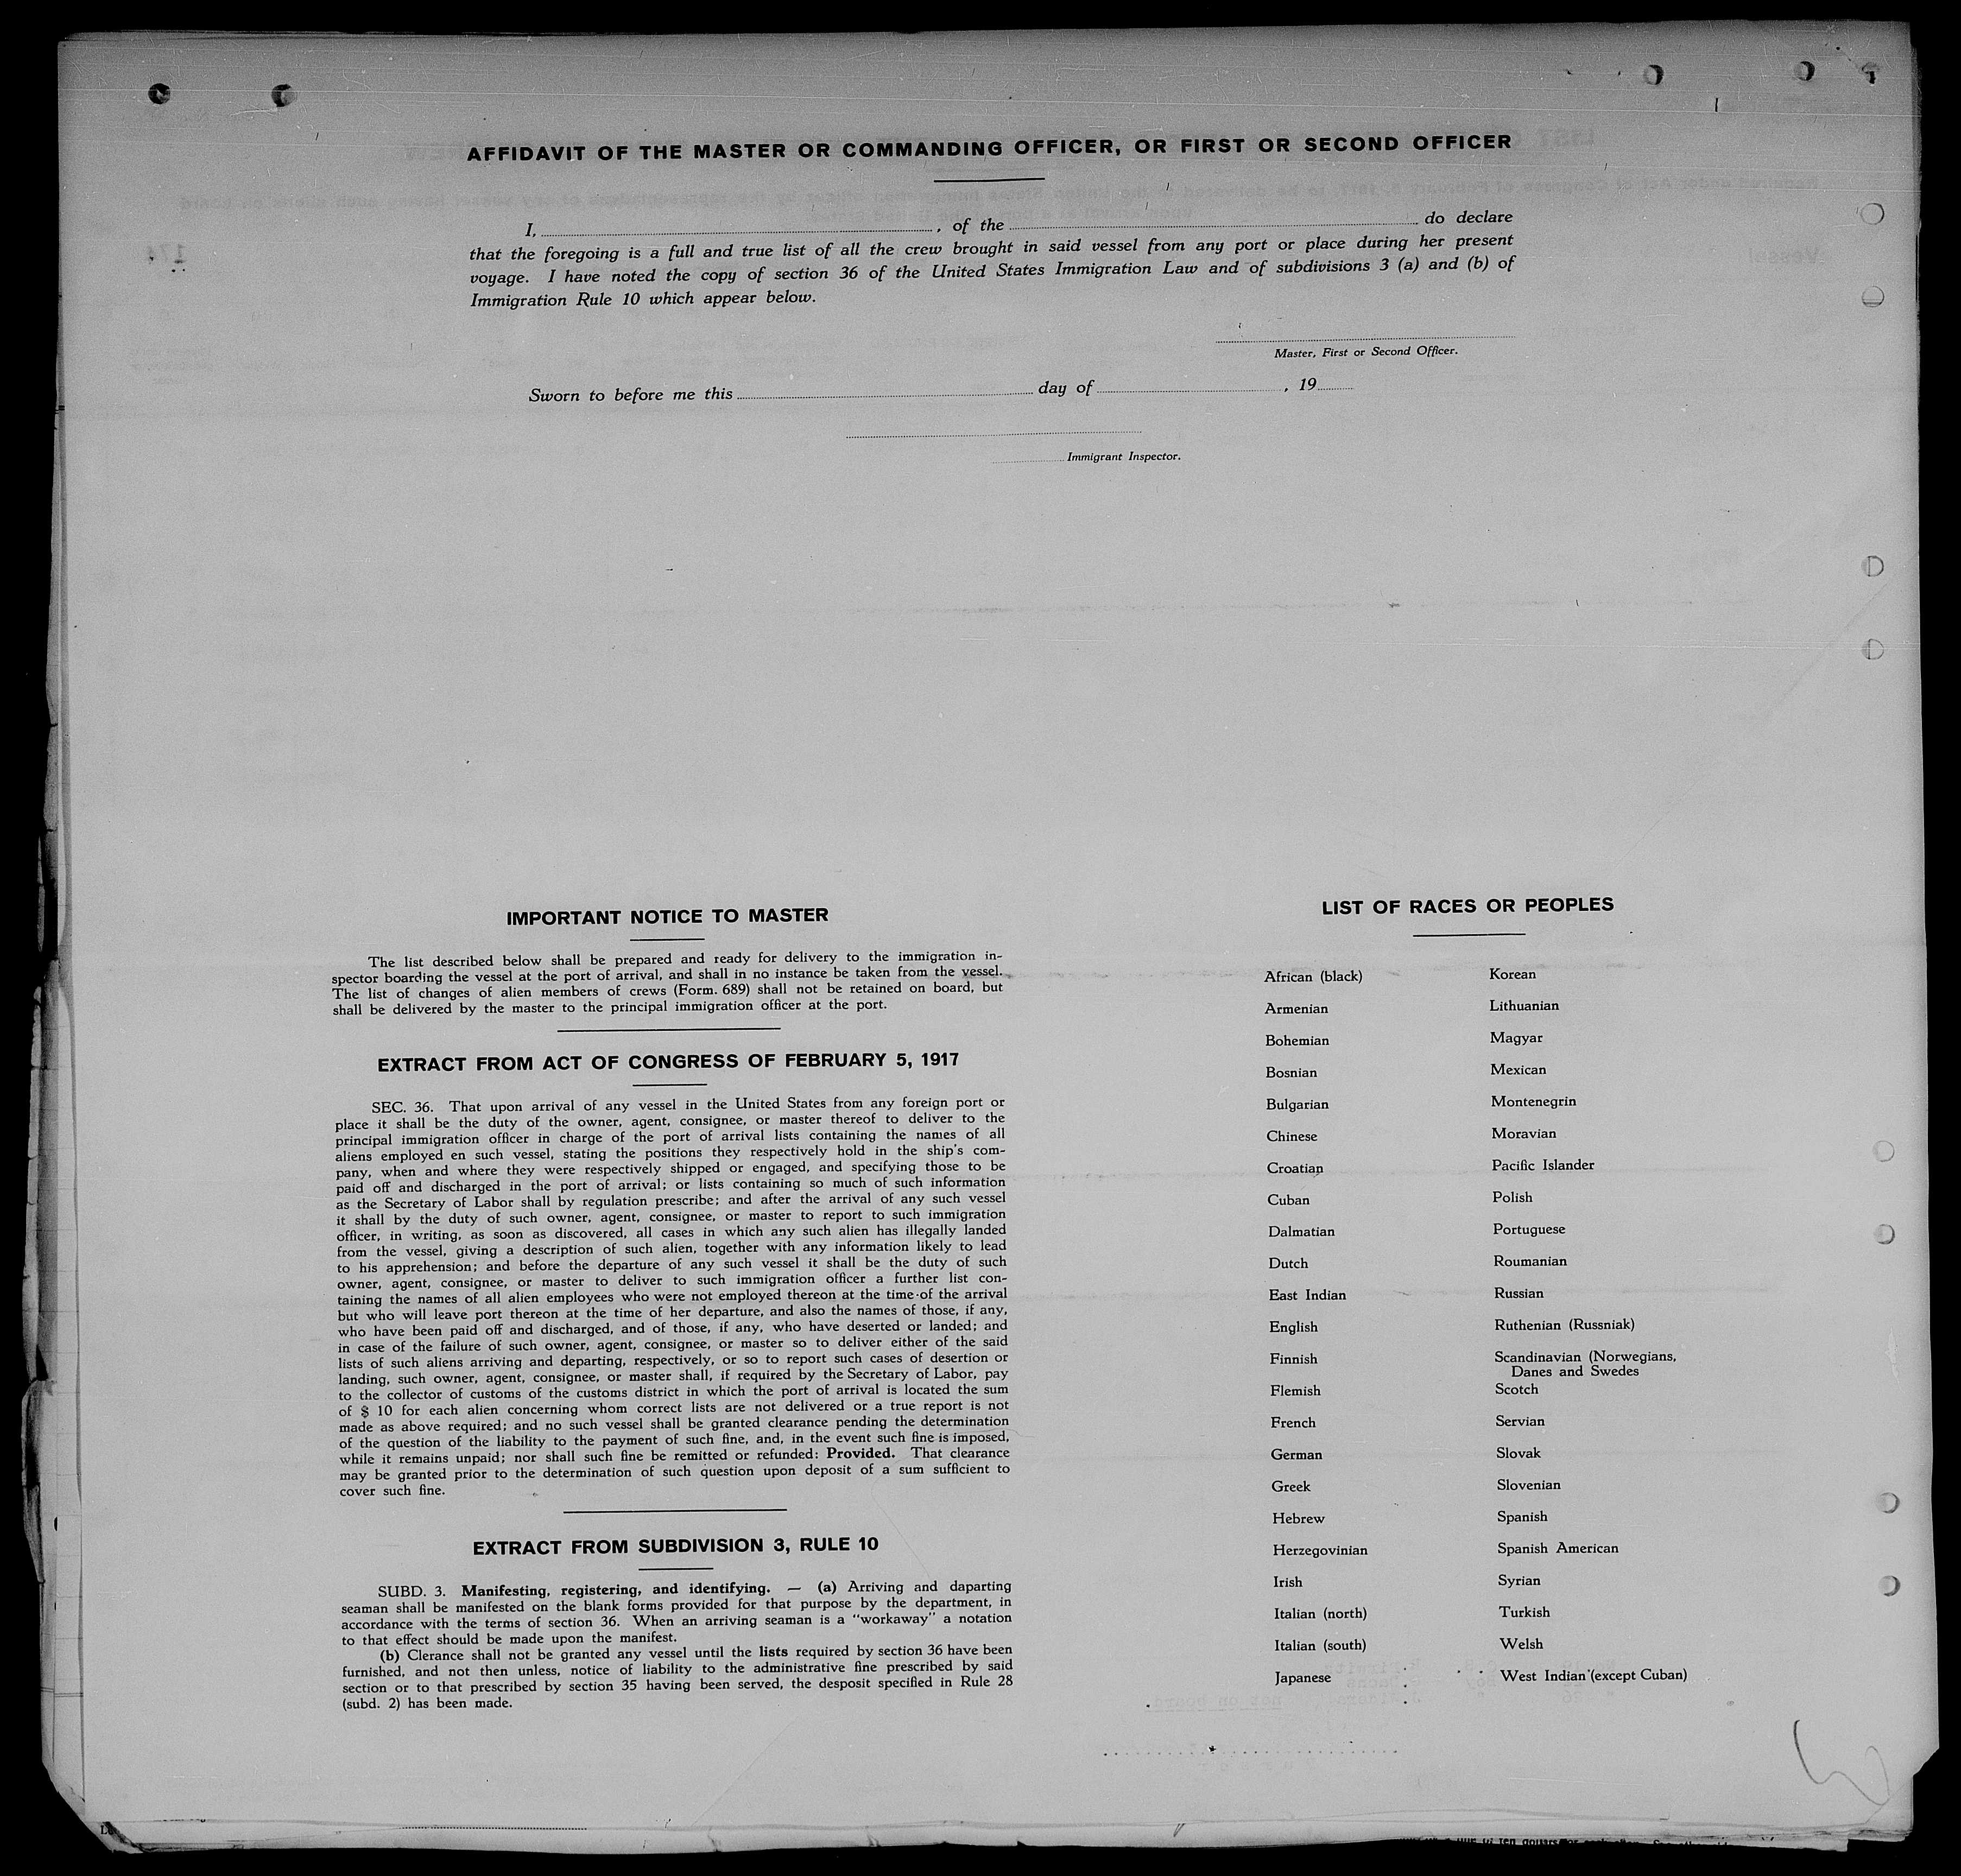 AFFIDAVIT OF THE MASTER OR COMMANDING OFFICER, OR FIRST OR SECOND OFFICER
I, , of the do declare
that the foregoing is a full and true list of all the crew brought in said vessel from any port or place during her present
voyage. I have noted the copy of section 36 of the United States Immigration Law and of subdivisions 3 (a) and (b) of
Immigration Rule 10 which appear below.
Master, First or Second Officer.
Sworn to before me this day of , 19
Immigrant Inspector.
IMPORTANT NOTICE TO MASTER
The list described below shall be prepared and ready for delivery to the immigration in-
spector boarding the vessel at the port of arrival, and shall in no instance be taken from the vessel.
The list of changes of alien members of crews (Form. 689) shall not be retained on board, but
shall be delivered by the master to the principal immigration officer at the port.
EXTRACT FROM ACT OF CONGRESS OF FEBRUARY 5, 1917
SEC. 36. That upon arrival of any vessel in the United States from any foreign port or
place it shall be the duty of the owner, agent, consignee, or master thereof to deliver to the
principal immigration officer in charge of the port of arrival lists containing the names of all
aliens employed en such vessel, stating the positions they respectively hold in the ship's com-
pany, when and where they were respectively shipped or engaged, and specifying those to be
paid off and discharged in the port of arrival; or lists containing so much of such information
as the Secretary of Labor shall by regulation prescribe; and after the arrival of any such vessel
it shall by the duty of such owner, agent, consignee, or master to report to such immigration
officer, in writing, as soon as discovered, all cases in which any such alien has illegally landed
from the vessel, giving a description of such alien, together with any information likely to lead
to his apprehension; and before the departure of any such vessel it shall be the duty of such
owner, agent, consignee, or master to deliver to such immigration officer a further list con-
taining the names of all alien employees who were not employed thereon at the time of the arrival
but who will leave port thereon at the time of her departure, and also the names of those, if any,
who have been paid off and discharged, and of those, if any, who have deserted or landed; and
in case of the failure of such owner, agent, consignee, or master so to deliver either of the said
lists of such aliens arriving and departing, respectively, or so to report such cases of desertion or
landing, such owner, agent, consignee, or master shall, if required by the Secretary of Labor, pay
to the collector of customs of the customs district in which the port of arrival is located the sum
of $ 10 for each alien concerning whom correct lists are not delivered or a true report is not
made as above required; and no such vessel shall be granted clearance pending the determination
of the question of the liability to the payment of such fine, and, in the event such fine is imposed,
while it remains unpaid; nor shall such fine be remitted or refunded: Provided. That clearance
may be granted prior to the determination of such question upon deposit of a sum sufficient to
cover such fine.
EXTRACT FROM SUBDIVISION 3, RULE 10
SUBD. 3. Manifesting, registering, and identifying. — (a) Arriving and daparting
seaman shall be manifested on the blank forms provided for that purpose by the department, in
accordance with the terms of section 36. When an arriving seaman is a "workaway" a notation
to that effect should be made upon the manifest.
(b) Clerance shall not be granted any vessel until the lists required by section 36 have been
furnished, and not then unless, notice of liability to the administrative fine prescribed by said
section or to that prescribed by section 35 having been served, the desposit specified in Rule 28
(subd. 2) has been made.
LIST OF RACES OR PEOPLES
African (black)
Armenian
Bohemian
Bosnian
Bulgarian
Chinese
Croatian
Cuban
Dalmatian
Dutch
East Indian
English
Finnish
Flemish
French
German
Greek
Hebrew
Herzegovinian
Irish
Italian (north)
Italian (south)
Japanese
Korean
Lithuanian
Magyar
Mexican
Montenegrin
Moravian
Pacific Islander
Polish
Portuguese
Roumanian
Russian
Ruthenian (Russniak)
Scandinavian (Norwegians,
Danes and Swedes
Scotch
Servian
Slovak
Slovenian
Spanish
Spanish American
Syrian
Turkish
Welsh
West Indian (except Cuban)